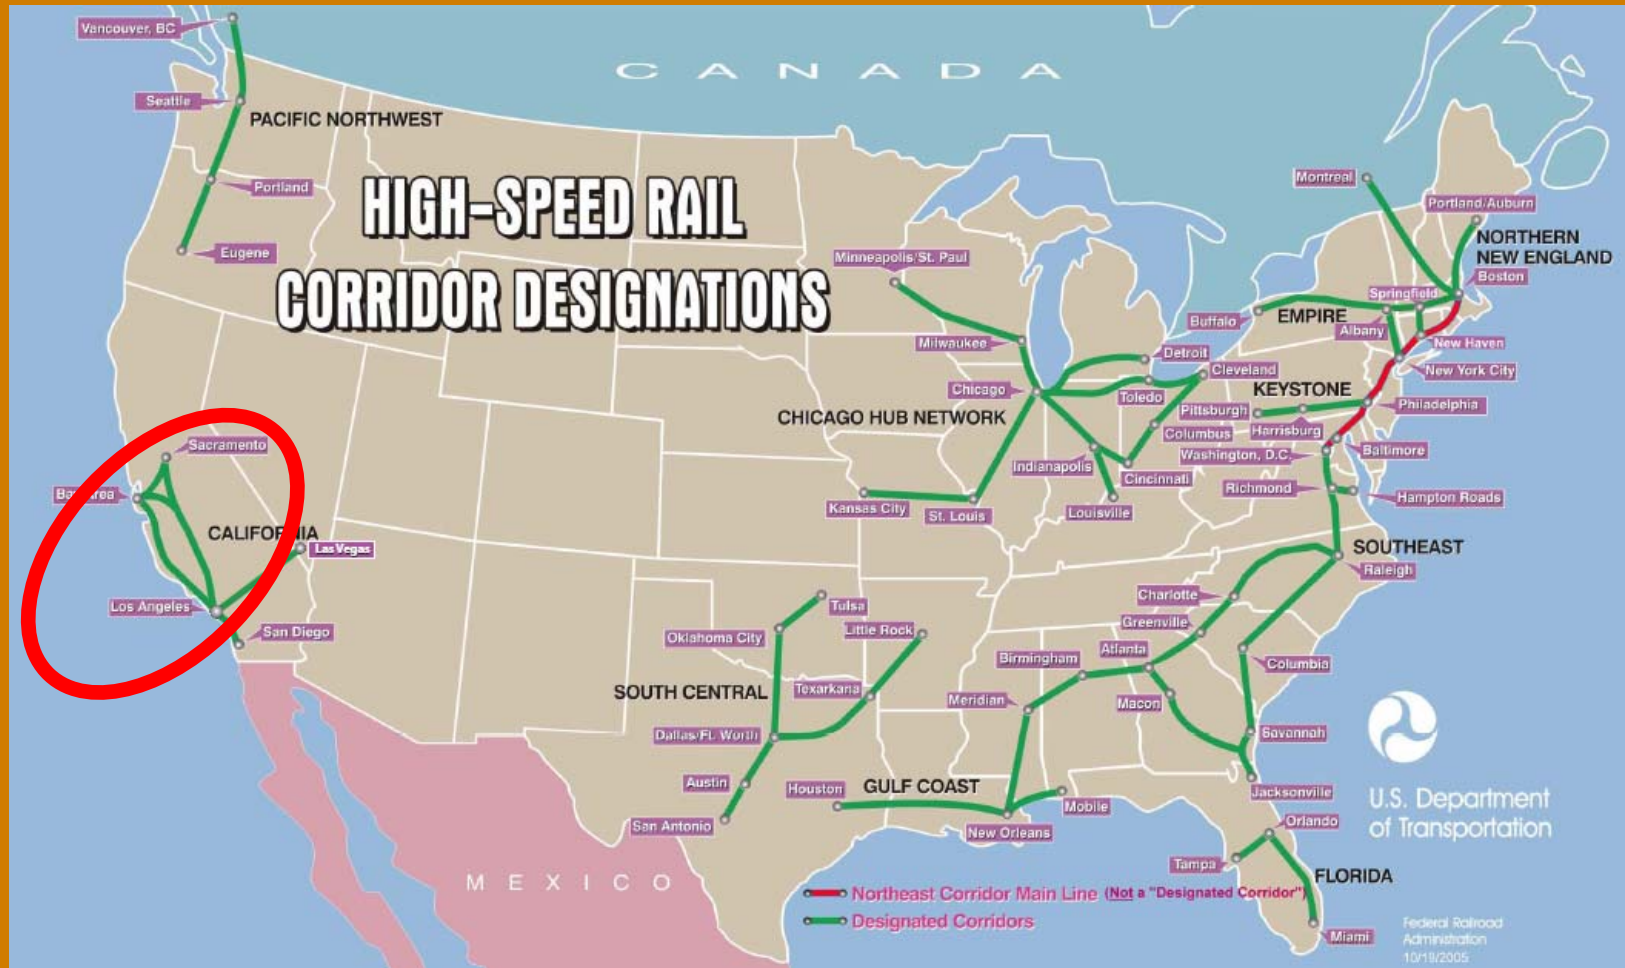 CANADA
Vancouver, BC
Seattle
PACIFIC NORTHWEST
Portland
Eugene
HIGH-SPEED RAIL
CORRIDOR DESIGNATIONS
Montreal
Portland/Auburn
NORTHERN
NEW ENGLAND
Boston
Minneapolis/St. Paul
Springfield
Buffalo
EMPIRE
Albany
New Haven
Milwaukee
Detroit
Cleveland
New York City
Chicago
Toledo
KEYSTONE
CHICAGO HUB NETWORK
Pittsburgh
Philadelphia
Harrisburg
Columbus
Sacramento
Indianapolis
Washington, D.C.
Baltimore
Cincinnati
Bay Area
Richmond
Hampton Roads
Kansas City
St. Louis
Louisville
CALIFORNIA
Las Vegas
SOUTHEAST
Raleigh
Los Angeles
Tulsa
Charlotte
San Diego
Oklahoma City
Little Rock
Greenville
Atlanta
Birmingham
Columbia
SOUTH CENTRAL
Texarkana
Meridian
Macon
Dallas/Ft. Worth
Savannah
Austin
Houston
GULF COAST
Mobile
Jacksonville
San Antonio
New Orleans
U.S. Department
of Transportation
Orlando
Tampa
FLORIDA
MEXICO
Northeast Corridor Main Line (Not a "Designated Corridor")
Designated Corridors
Miami
Federal Railroad
Administration
10/19/2005